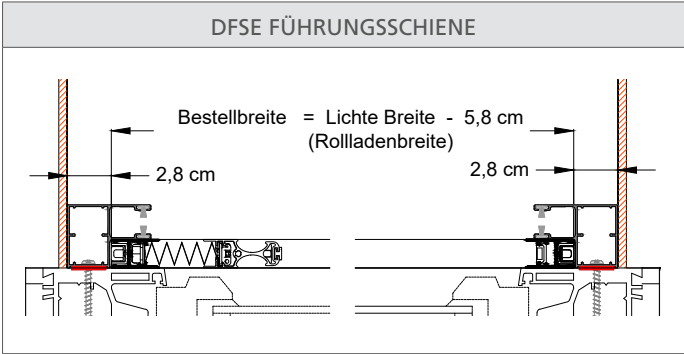 DFSE FÜHRUNGSSCHIENE
Bestellbreite = Lichte Breite - 5,8 cm
(Rollladenbreite)
2,8 cm
2,8 cm